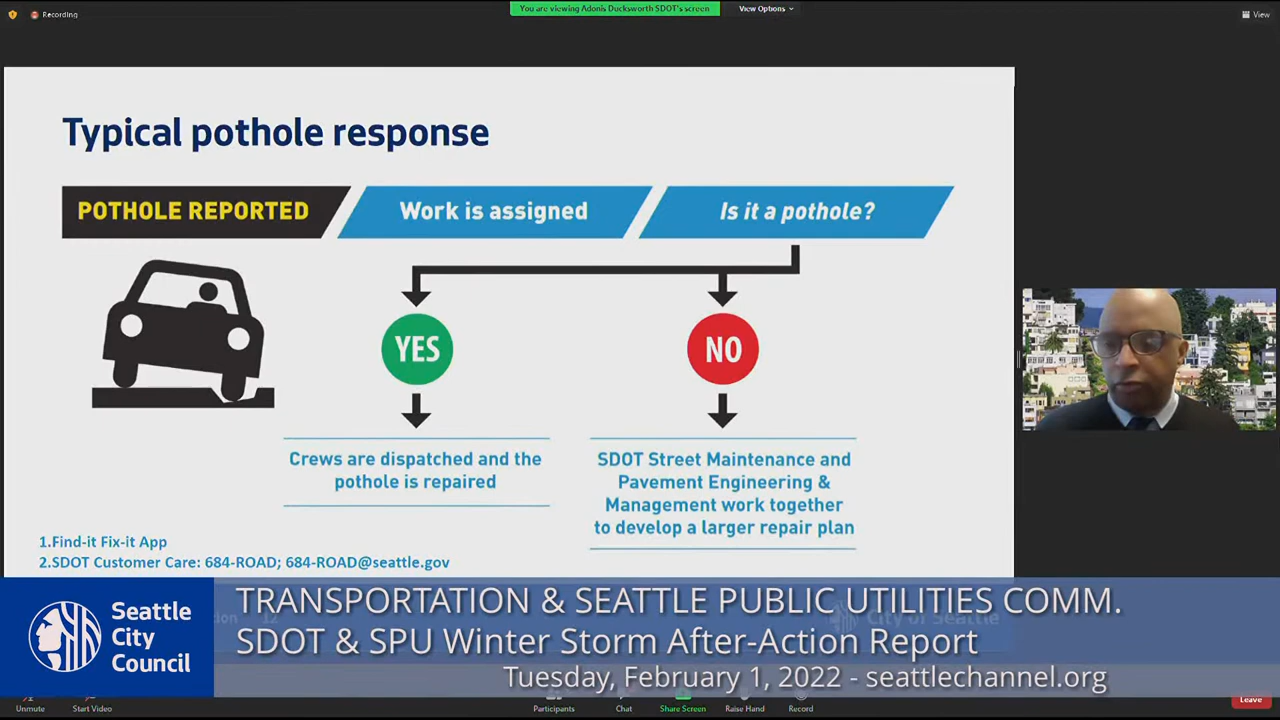 Recording
You are viewing Adonis Ducksworth SDOT's screen
View Options
View
Typical pothole response
POTHOLE REPORTED
Work is assigned
Is it a pothole?
YES
NO
Crews are dispatched and the
pothole is repaired
SDOT Street Maintenance and
Pavement Engineering &
Management work together
to develop a larger repair plan
1.Find-it Fix-it App
2.SDOT Customer Care: 684-ROAD; 684-ROAD@seattle.gov
12
City of Seattle
Seattle
City
Council
TRANSPORTATION & SEATTLE PUBLIC UTILITIES COMM.
SDOT & SPU Winter Storm After-Action Report
Tuesday, February 1, 2022 - seattlechannel.org
Unmute
Start Video
Participants
Chat
Share Screen
Raise Hand
Record
Leave